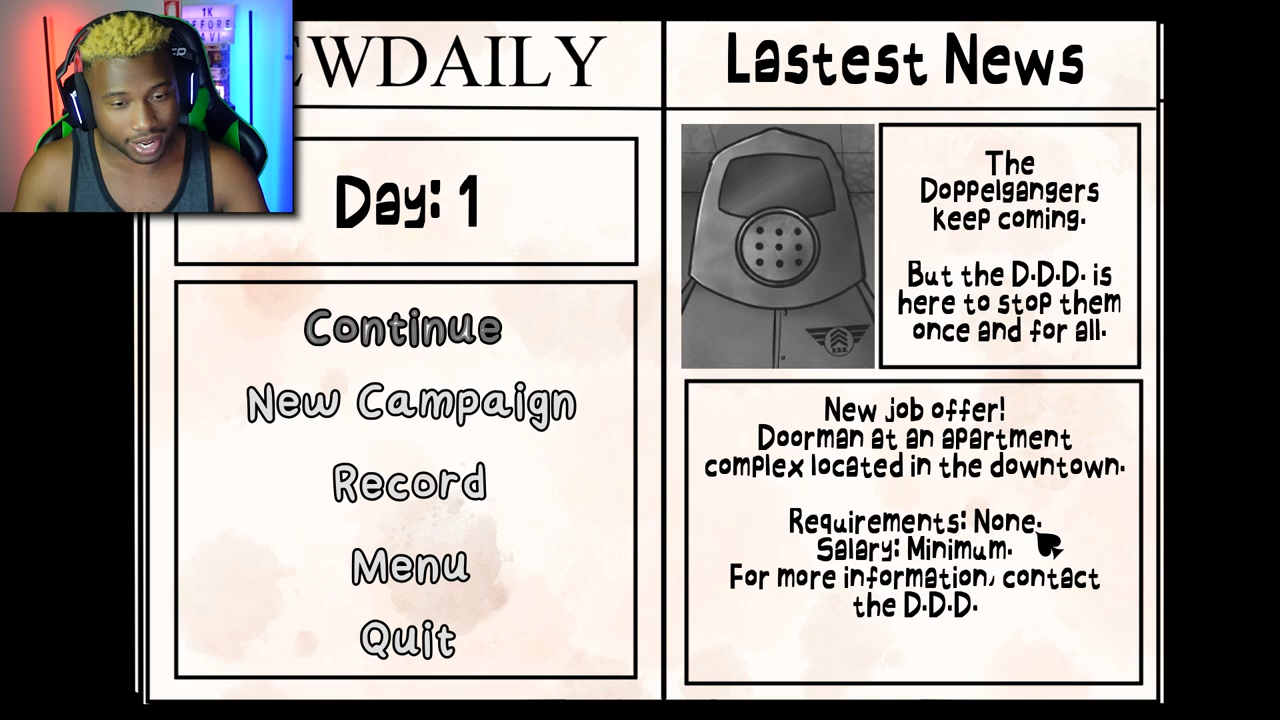 1K
EWDAILY
Lastest News
Day: 1
Continue
New Campaign
Record
Menu
Quit
The
Doppelgangers
keep coming.
But the D.D.D. is
here to stop them
once and for all.
New job offer!
Doorman at an apartment
complex located in the downtown.
Requirements: None.
Salary: Minimum.
For more information, contact
the D.D.D.